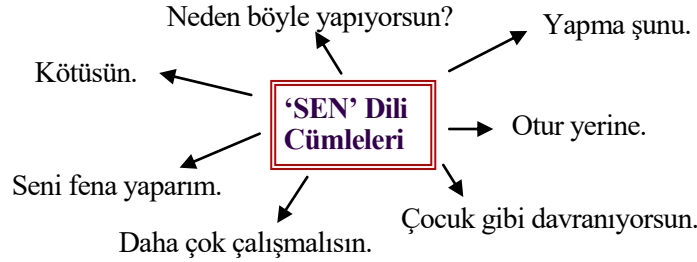 Neden böyle yapıyorsun?
Yapma şunu.
Kötüsün.
‘SEN’ Dili
Cümleleri
Otur yerine.
Seni fena yaparım.
Çocuk gibi davranıyorsun.
Daha çok çalışmalısın.